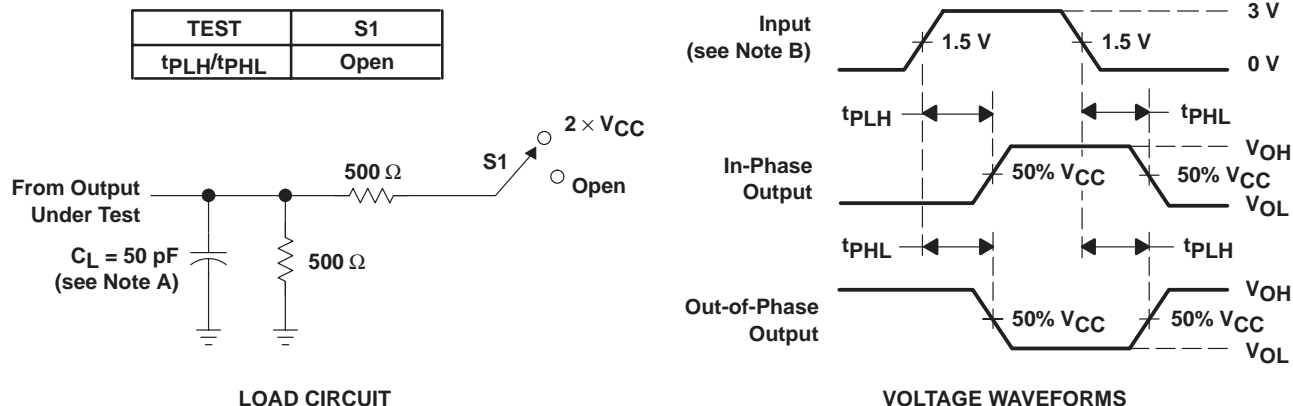 TEST S1
tPLH/tPHL Open
2 × VCC
S1
Open
500 Ω
From Output
Under Test
CL = 50 pF
(see Note A)
500 Ω
LOAD CIRCUIT
Input
(see Note B)
1.5 V
1.5 V
3 V
0 V
tPLH
tPHL
In-Phase
Output
50% VCC
VOH
50% VCC
VOL
tPHL
tPLH
Out-of-Phase
Output
50% VCC
VOH
50% VCC
VOL
VOLTAGE WAVEFORMS